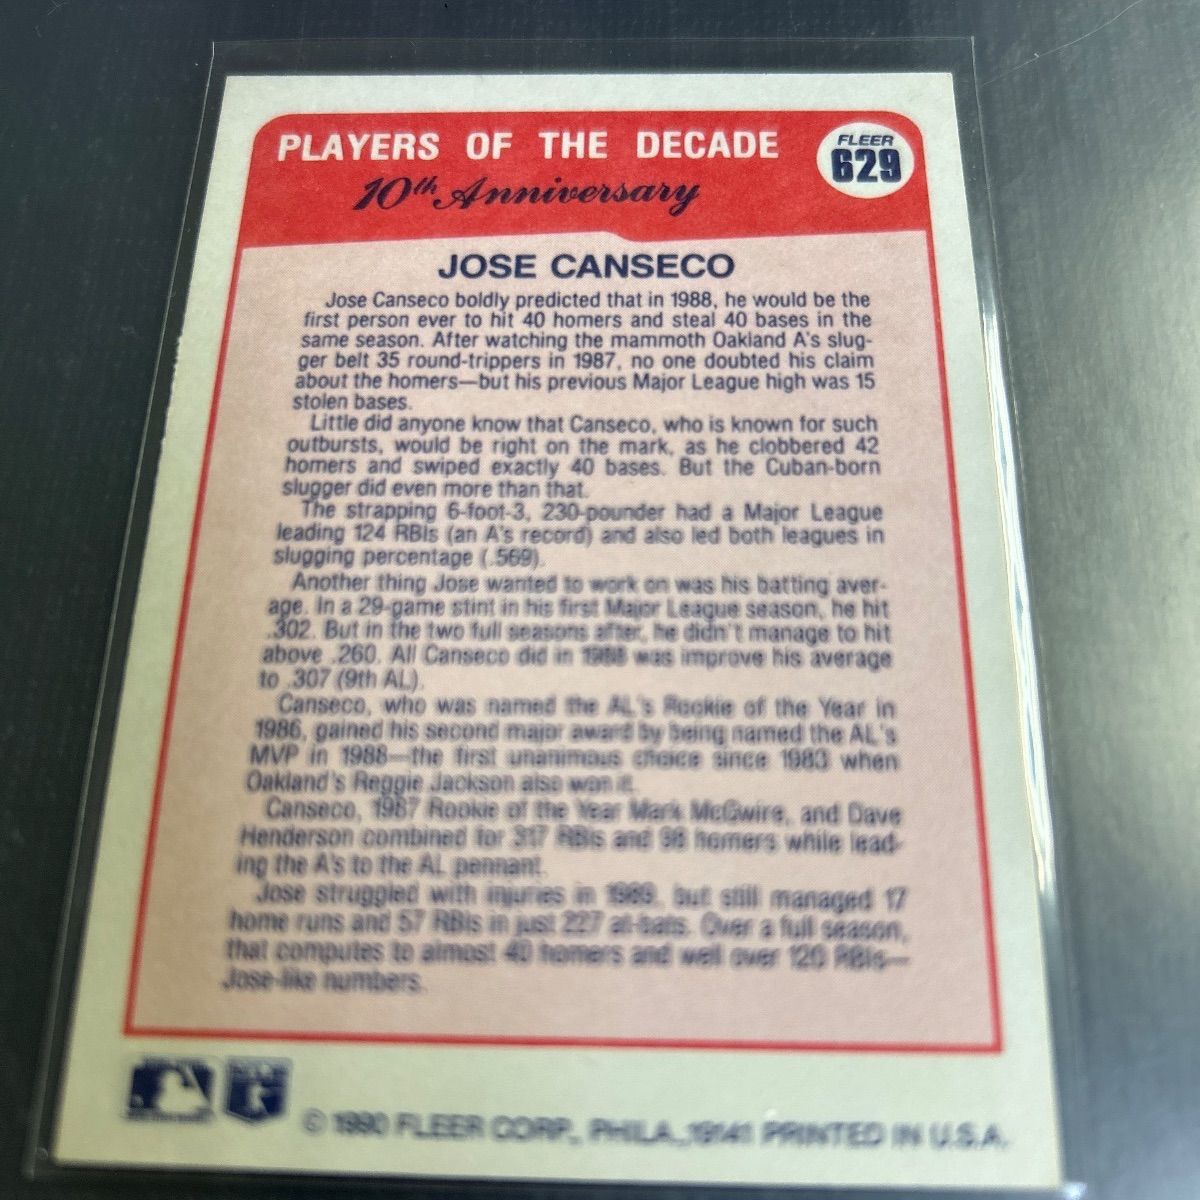 PLAYERS OF THE DECADE
10th Anniversary
FLEER
629
JOSE CANSECO
Jose Canseco boldly predicted that in 1988, he would be the
first person ever to hit 40 homers and steal 40 bases in the
same season. After watching the mammoth Oakland A's slug-
ger belt 35 round-trippers in 1987, no one doubted his claim
about the homers—but his previous Major League high was 15
stolen bases.
Little did anyone know that Canseco, who is known for such
outbursts, would be right on the mark, as he clobbered 42
homers and swiped exactly 40 bases. But the Cuban-born
slugger did even more than that.
The strapping 6-foot-3, 230-pounder had a Major League
leading 124 RBIs (an A's record) and also led both leagues in
slugging percentage (.569).
Another thing Jose wanted to work on was his batting aver-
age. In a 29-game stint in his first Major League season, he hit
.302. But in the two full seasons after, he didn't manage to hit
above .260. All Canseco did in 1988 was improve his average
to .307 (9th AL).
Canseco, who was named the AL's Rookie of the Year in
1986, gained his second major award by being named the AL's
MVP in 1988—the first unanimous choice since 1983 when
Oakland's Reggie Jackson also won it.
Canseco, 1987 Rookie of the Year Mark McGwire, and Dave
Henderson combined for 317 RBIs and 98 homers while lead-
ing the A's to the AL pennant.
Jose struggled with injuries in 1989, but still managed 17
home runs and 57 RBIs in just 227 at-bats. Over a full season,
that computes to almost 40 homers and well over 120 RBIs—
Jose-like numbers.
© 1990 FLEER CORP., PHILA., 19141 PRINTED IN U.S.A.